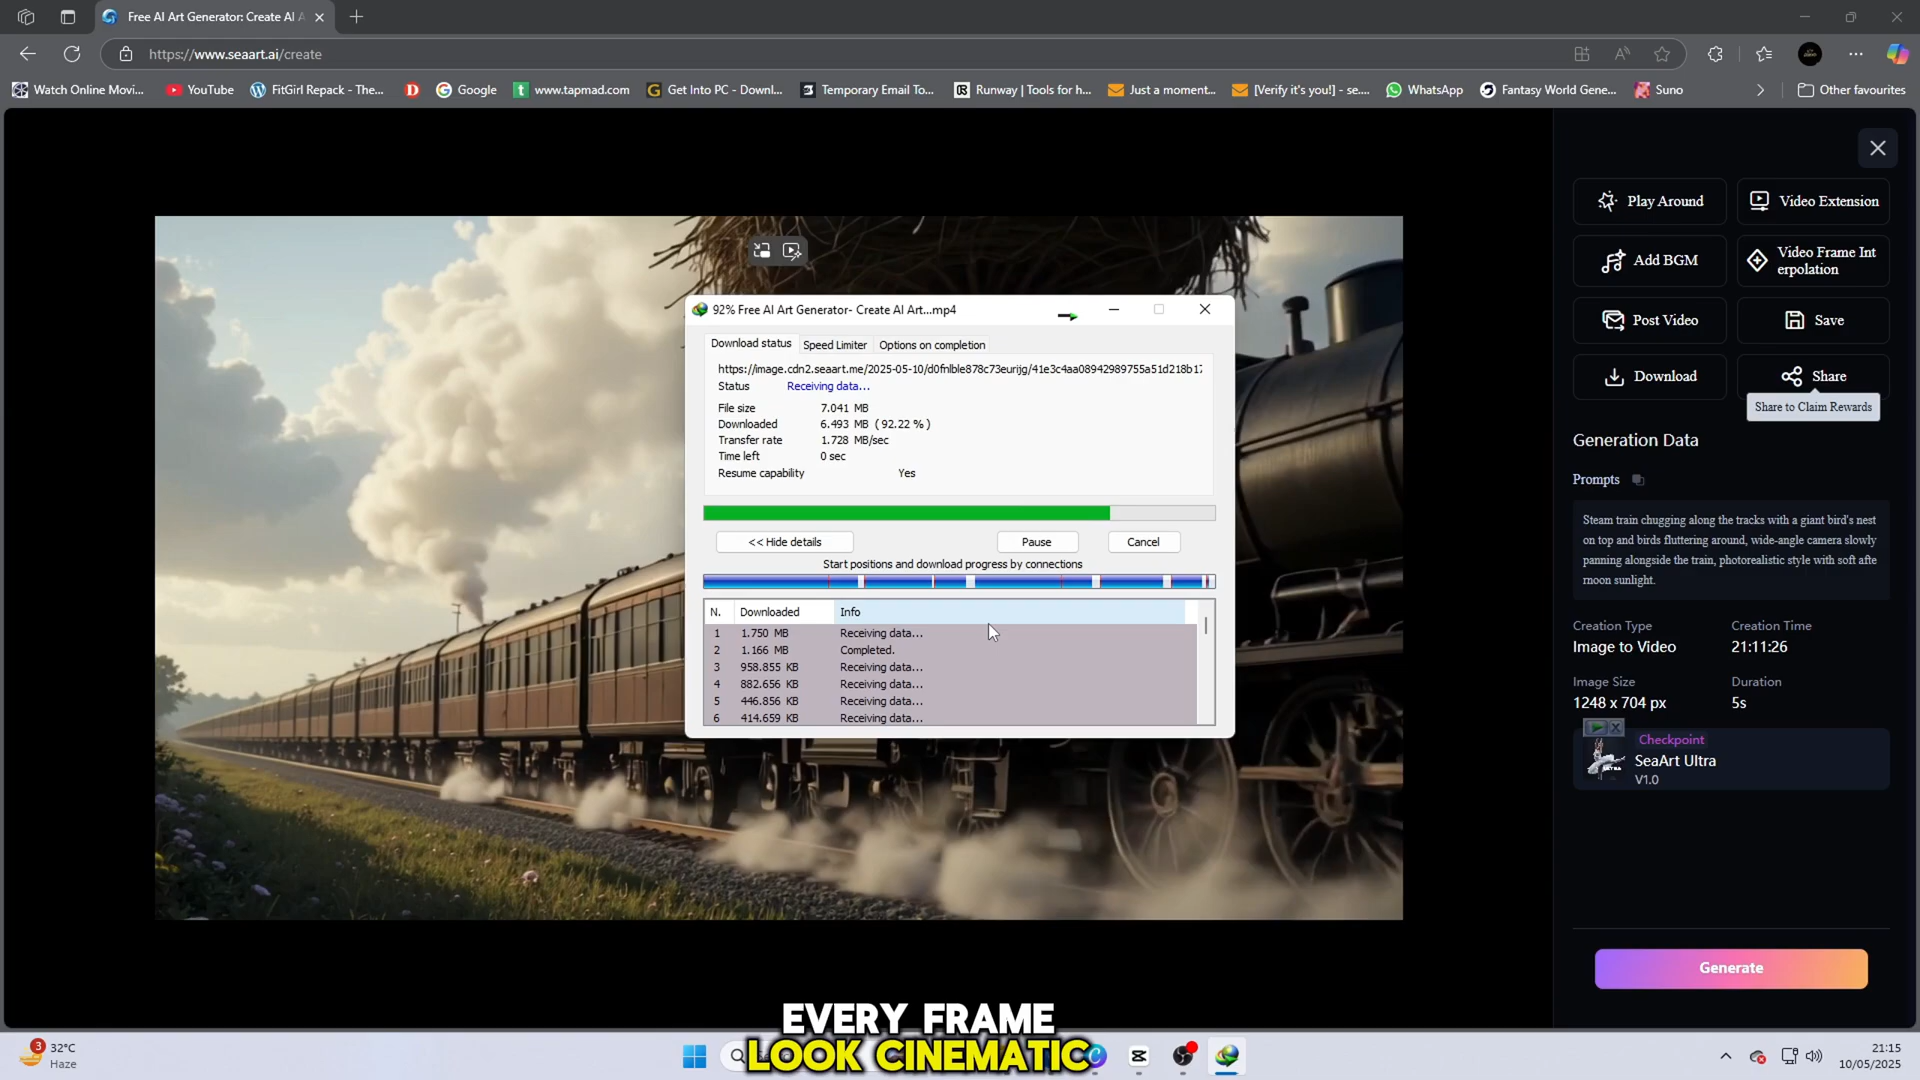 Free AI Art Generator: Create AI A
https://www.seaart.ai/create
Watch Online Movi...
YouTube
FitGirl Repack - The...
Google
www.tapmad.com
Get Into PC - Downl...
Temporary Email To...
Runway | Tools for h...
Just a moment...
[Verify it's you!] - se....
WhatsApp
Fantasy World Gene...
Suno
Other favourites
92% Free AI Art Generator- Create AI Art...mp4
Download status
Speed Limiter
Options on completion
https://image.cdn2.seaart.me/2025-05-10/d0fnlble878c73eurijg/41e3c4aa08942989755a51d218b17
Status Receiving data...
File size 7.041 MB
Downloaded 6.493 MB ( 92.22 % )
Transfer rate 1.728 MB/sec
Time left 0 sec
Resume capability Yes
<< Hide details
Pause
Cancel
Start positions and download progress by connections
N. Downloaded Info
1 1.750 MB Receiving data...
2 1.166 MB Completed.
3 958.855 KB Receiving data...
4 882.656 KB Receiving data...
5 446.856 KB Receiving data...
6 414.659 KB Receiving data...
Play Around
Video Extension
Add BGM
Video Frame Int
erpolation
Post Video
Save
Download
Share
Share to Claim Rewards
Generation Data
Prompts
Steam train chugging along the tracks with a giant bird's nest
on top and birds fluttering around, wide-angle camera slowly
panning alongside the train, photorealistic style with soft afte
rnoon sunlight.
Creation Type
Creation Time
Image to Video
21:11:26
Image Size
Duration
1248 x 704 px
5s
Checkpoint
SeaArt Ultra
V1.0
Generate
EVERY FRAME
LOOK CINEMATIC
3
32°C
Haze
21:15
10/05/2025